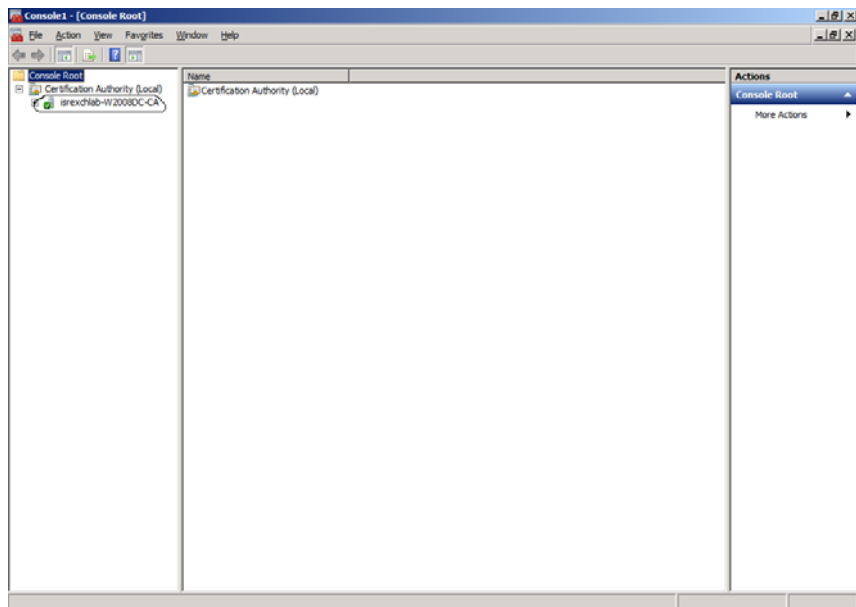 Console1 - [Console Root]
File Action View Favorites Window Help
Console Root
Certification Authority (Local)
isrexchlab-W2008DC-CA
Name
Certification Authority (Local)
Actions
Console Root
More Actions